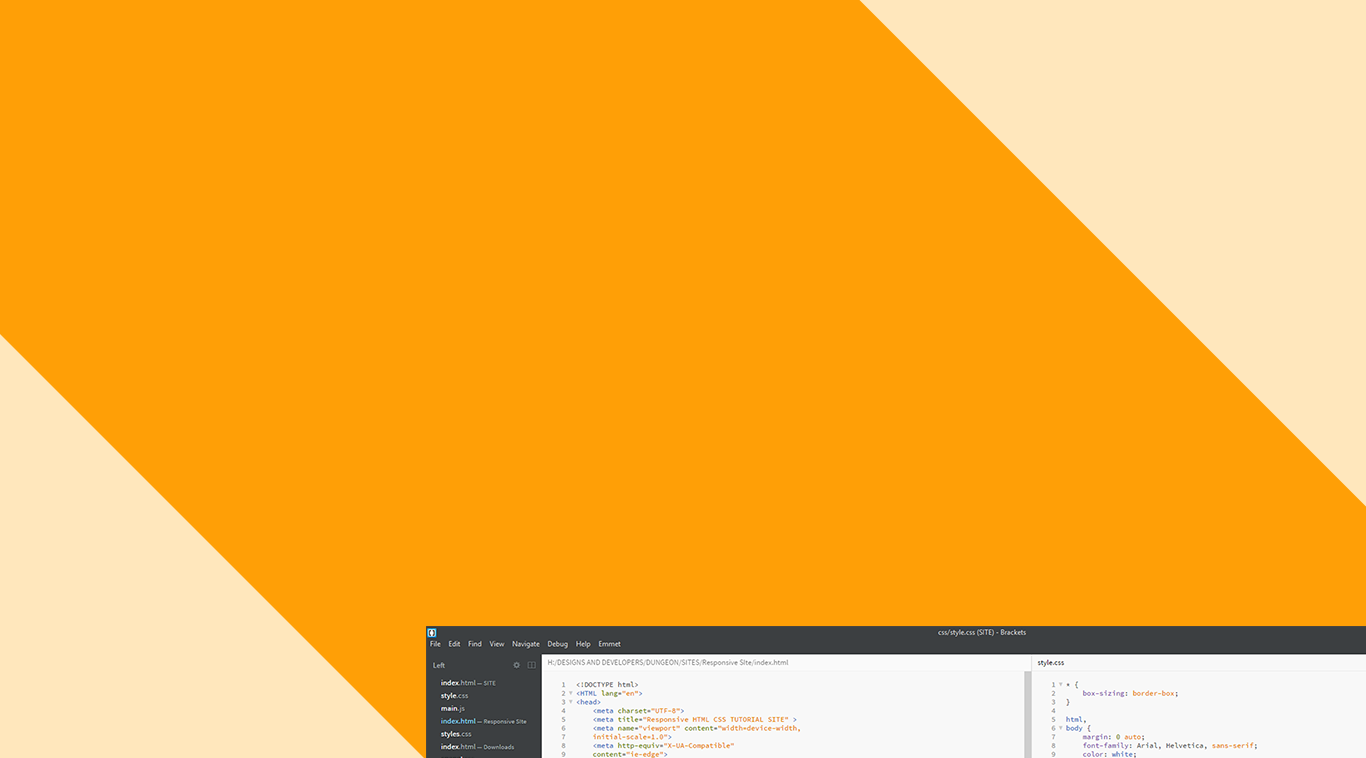 css/style.css (SITE) - Brackets
File Edit Find View Navigate Debug Help Emmet
Left
index.html — SITE
style.css
main.js
index.html — Responsive Site
styles.css
index.html — Downloads
H:/DESIGNS AND DEVELOPERS/DUNGEON/SITES/Responsive Site/index.html
1 <!DOCTYPE html>
2 <HTML lang="en">
3 <head>
4 <meta charset="UTF-8">
5 <meta title="Responsive HTML CSS TUTORIAL SITE" >
6 <meta name="viewport" content="width=device-width,
7 initial-scale=1.0">
8 <meta http-equiv="X-UA-Compatible"
9 content="ie-edge">
style.css
1 * {
2 box-sizing: border-box;
3 }
4
5 html,
6 body {
7 margin: 0 auto;
8 font-family: Arial, Helvetica, sans-serif;
9 color: white;